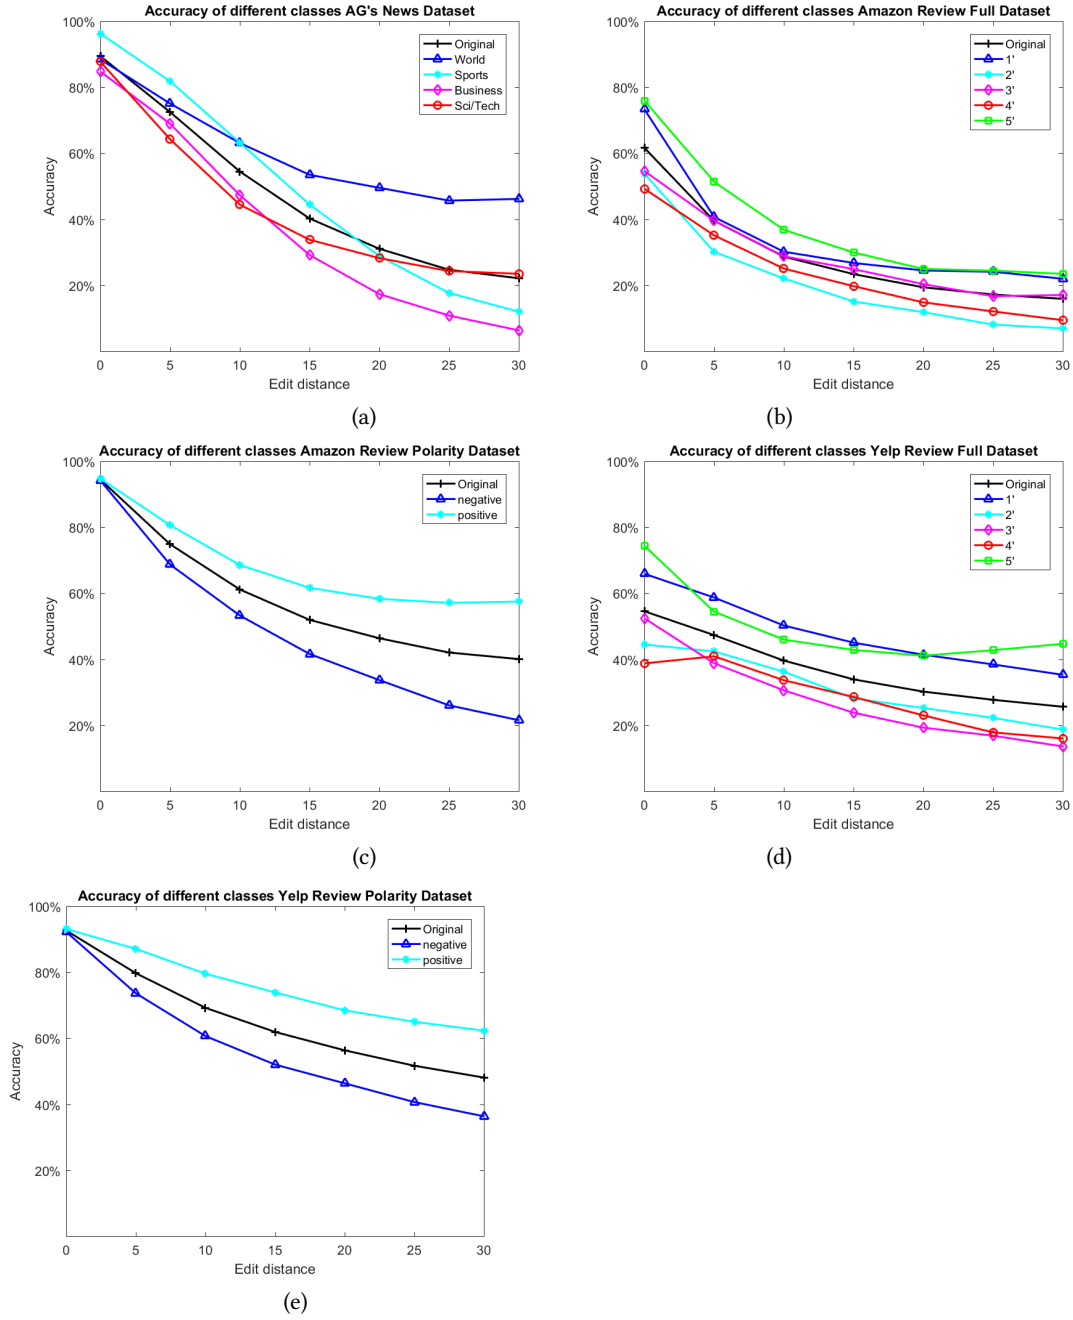 Accuracy of different classes AG's News Dataset
100%
80%
60%
40%
20%
Accuracy
0 5 10 15 20 25 30
Edit distance
Original
World
Sports
Business
Sci/Tech
(a)
Accuracy of different classes Amazon Review Full Dataset
100%
80%
60%
40%
20%
Accuracy
0 5 10 15 20 25 30
Edit distance
Original
1'
2'
3'
4'
5'
(b)
Accuracy of different classes Amazon Review Polarity Dataset
100%
80%
60%
40%
20%
Accuracy
0 5 10 15 20 25 30
Edit distance
Original
negative
positive
(c)
Accuracy of different classes Yelp Review Full Dataset
100%
80%
60%
40%
20%
Accuracy
0 5 10 15 20 25 30
Edit distance
Original
1'
2'
3'
4'
5'
(d)
Accuracy of different classes Yelp Review Polarity Dataset
100%
80%
60%
40%
20%
Accuracy
0 5 10 15 20 25 30
Edit distance
Original
negative
positive
(e)